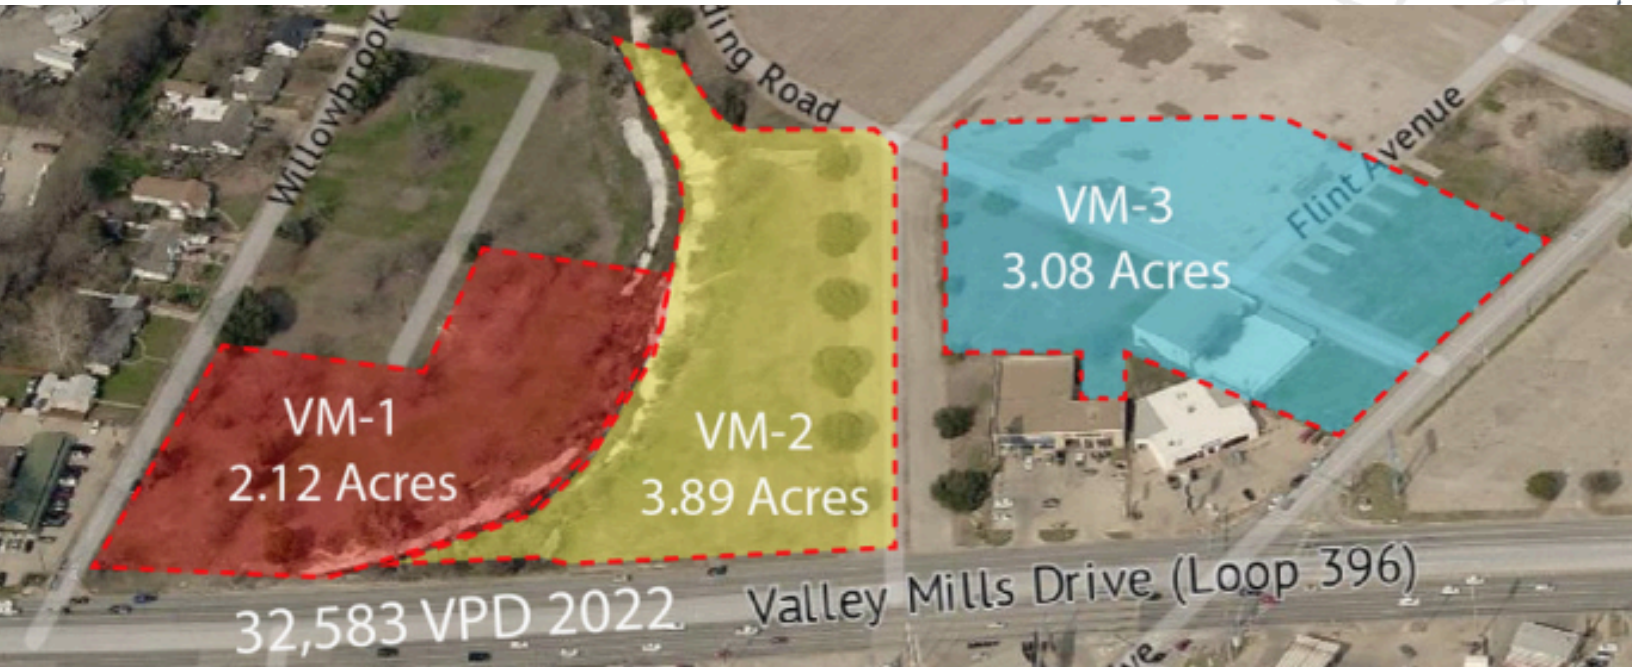 Willowbrook
ding Road
Flint Avenue
VM-3
3.08 Acres
VM-1
2.12 Acres
VM-2
3.89 Acres
Valley Mills Drive (Loop 396)
32,583 VPD 2022
ve